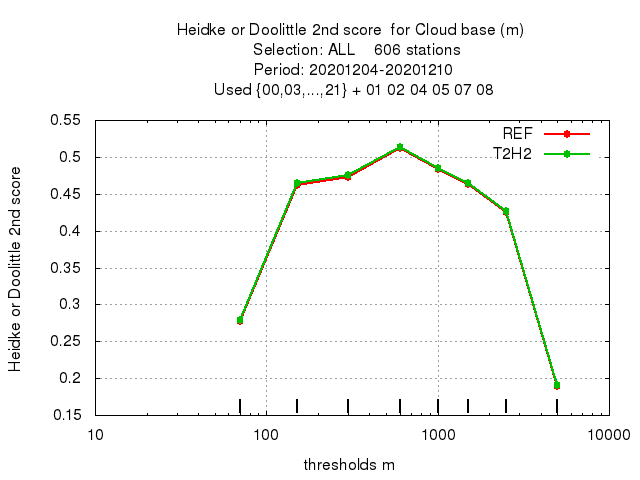 Heidke or Doolittle 2nd score  for Cloud base (m)
Selection: ALL    606 stations
Period: 20201204-20201210
Used {00,03,...,21} + 01 02 04 05 07 08
REF
T2H2
0.55
0.5
0.45
0.4
0.35
0.3
0.25
0.2
0.15
Heidke or Doolittle 2nd score
10 100 1000 10000
thresholds m